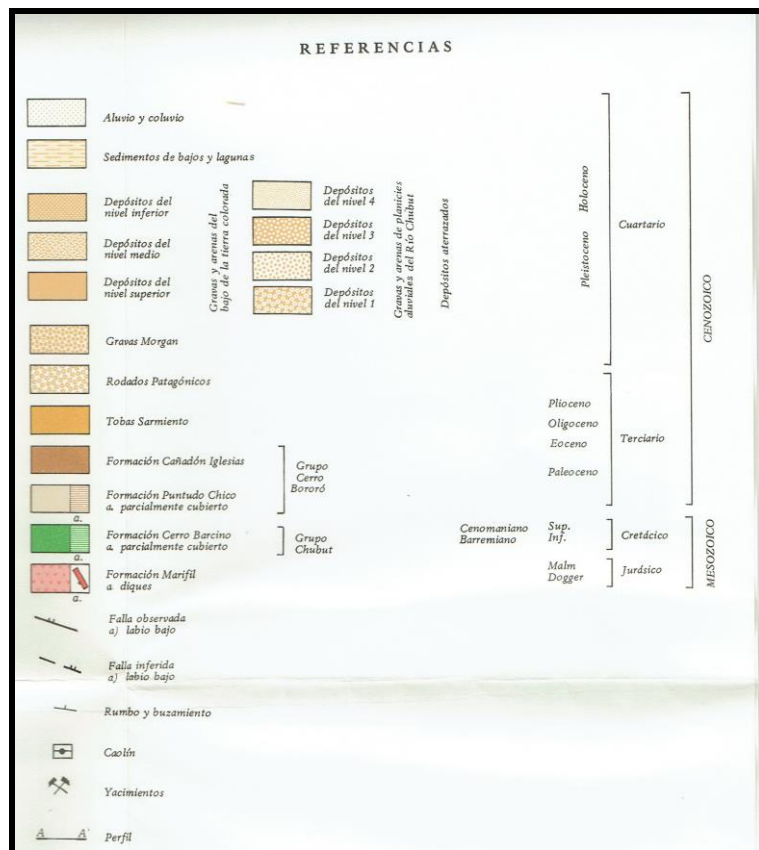 REFERENCIAS
Aluvio y coluvio
Sedimentos de bajos y lagunas
Depósitos del
nivel inferior
Depósitos del
nivel medio
Depósitos del
nivel superior
Gravas y arenas del
bajo de la tierra colorada
Depósitos
del nivel 4
Depósitos
del nivel 3
Depósitos
del nivel 2
Depósitos
del nivel 1
Gravas y arenas de planicies
aluviales del Río Chubut
Depósitos aterrazados
Holoceno
Pleistoceno
Cuartario
CENOZOICO
Gravas Morgan
Rodados Patagónicos
Tobas Sarmiento
Formación Cañadón Iglesias
Formación Puntudo Chico
a. parcialmente cubierto
a.
Grupo
Cerro
Bororó
Plioceno
Oligoceno
Eoceno
Paleoceno
Terciario
Formación Cerro Barcino
a. parcialmente cubierto
a.
Grupo
Chubut
Cenomaniano
Barremiano
Sup.
Inf.
Cretácico
MESOZOICO
Formación Marifil
a diques
a.
Malm
Dogger
Jurásico
Falla observada
a) labio bajo
Falla inferida
a) labio bajo
Rumbo y buzamiento
Caolín
Yacimientos
A A' Perfil